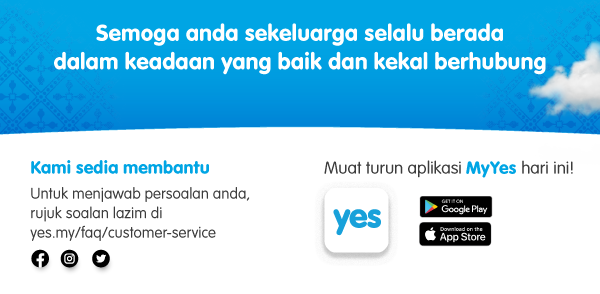 Semoga anda sekeluarga selalu berada
dalam keadaan yang baik dan kekal berhubung
Kami sedia membantu
Untuk menjawab persoalan anda,
rujuk soalan lazim di
yes.my/faq/customer-service
Muat turun aplikasi MyYes hari ini!
yes
GET IT ON
Google Play
Download on the
App Store